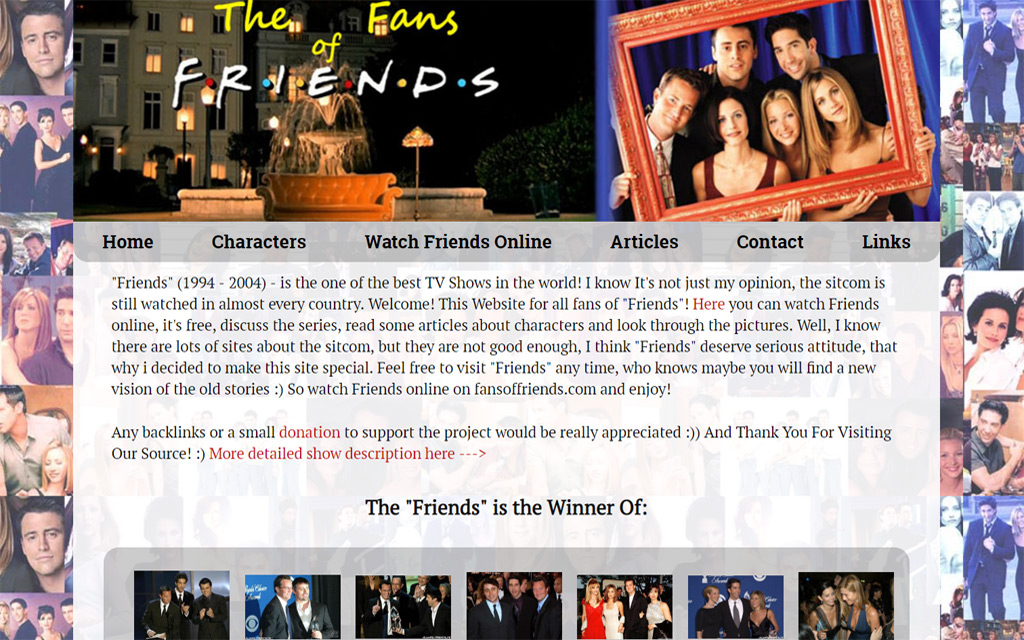 The Fans
of
F·R·I·E·N·D·S
Home Characters Watch Friends Online Articles Contact Links
"Friends" (1994 - 2004) - is the one of the best TV Shows in the world! I know It's not just my opinion, the sitcom is
still watched in almost every country. Welcome! This Website for all fans of "Friends"! Here you can watch Friends
online, it's free, discuss the series, read some articles about characters and look through the pictures. Well, I know
there are lots of sites about the sitcom, but they are not good enough, I think "Friends" deserve serious attitude, that
why i decided to make this site special. Feel free to visit "Friends" any time, who knows maybe you will find a new
vision of the old stories :) So watch Friends online on fansoffriends.com and enjoy!
Any backlinks or a small donation to support the project would be really appreciated :)) And Thank You For Visiting
Our Source! :) More detailed show description here --->
The "Friends" is the Winner Of: